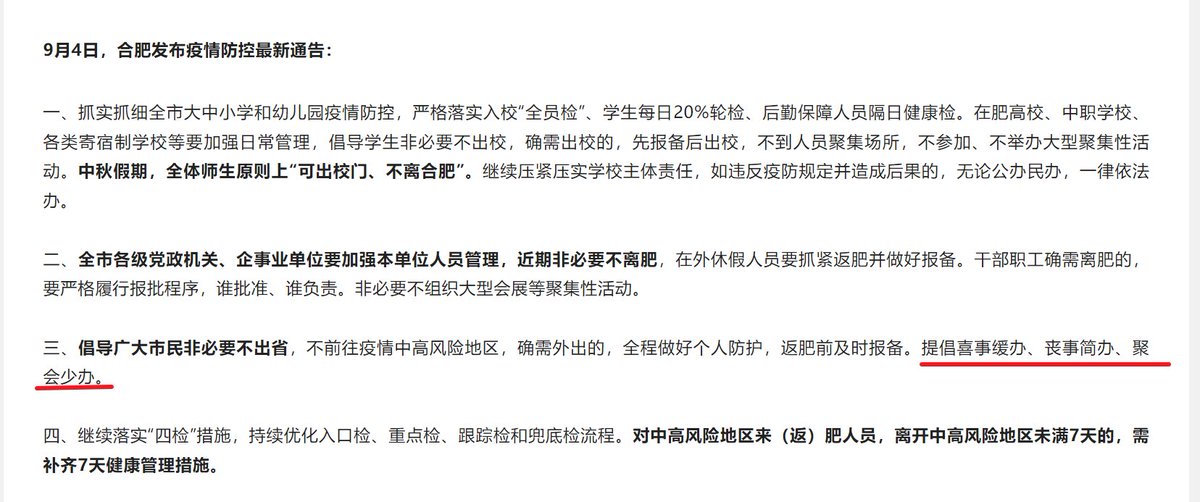 9月4日，合肥发布疫情防控最新通告：
一、抓实抓细全市大中小学和幼儿园疫情防控，严格落实入校“全员检”、学生每日20%轮检、后勤保障人员隔日健康检。在肥高校、中职学校、
各类寄宿制学校等要加强日常管理，倡导学生非必要不出校，确需出校的，先报备后出校，不到人员聚集场所，不参加、不举办大型聚集性活
动。中秋假期，全体师生原则上“可出校门、不离合肥”。继续压紧压实学校主体责任，如违反疫防规定并造成后果的，无论公办民办，一律依法
办。
二、全市各级党政机关、企事业单位要加强本单位人员管理，近期非必要不离肥，在外休假人员要抓紧返肥并做好报备。干部职工确需离肥的，
要严格履行报批程序，谁批准、谁负责。非必要不组织大型会展等聚集性活动。
三、倡导广大市民非必要不出省，不前往疫情中高风险地区，确需外出的，全程做好个人防护，返肥前及时报备。提倡喜事缓办、丧事简办、聚
会少办。
四、继续落实“四检”措施，持续优化入口检、重点检、跟踪检和兜底检流程。对中高风险地区来（返）肥人员，离开中高风险地区未满7天的，需
补齐7天健康管理措施。